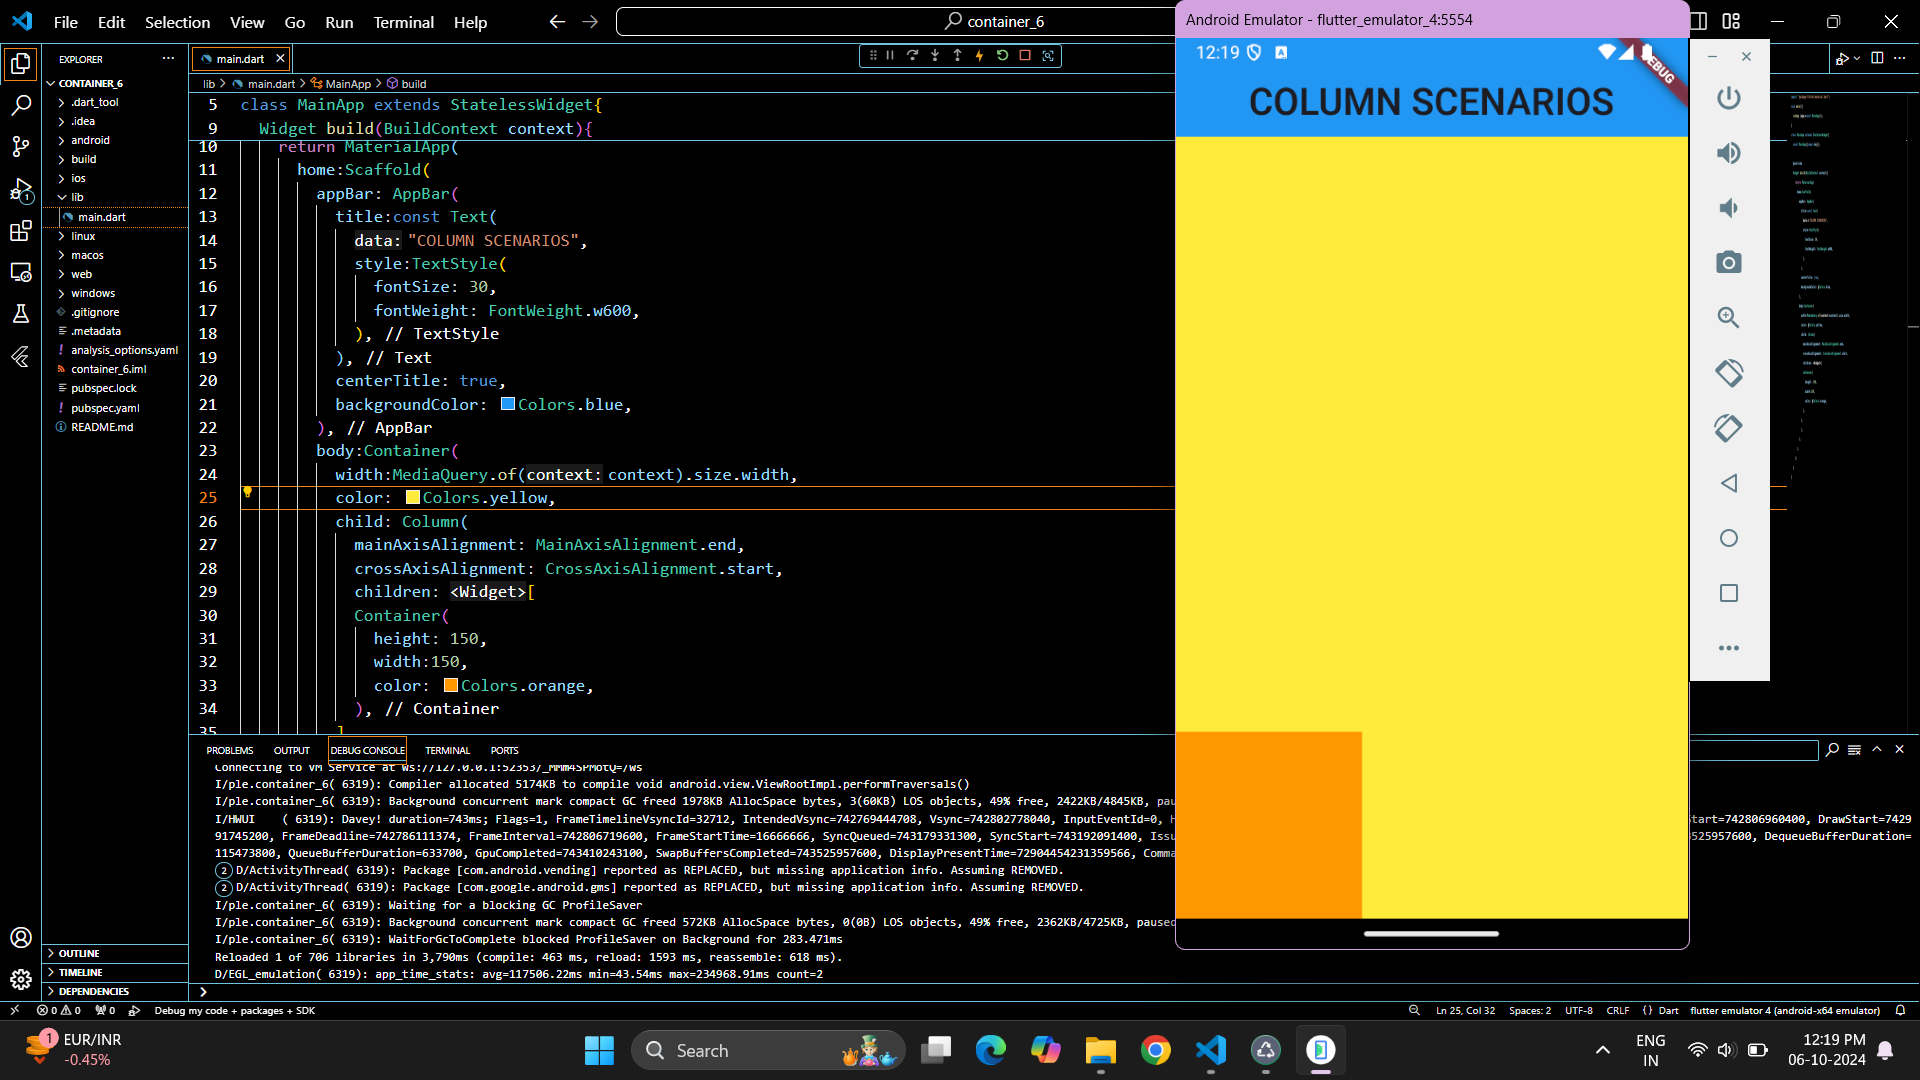 File Edit Selection View Go Run Terminal Help
container_6
EXPLORER
CONTAINER_6
.dart_tool
.idea
android
build
ios
lib
main.dart
linux
macos
web
windows
.gitignore
.metadata
analysis_options.yaml
container_6.iml
pubspec.lock
pubspec.yaml
README.md
OUTLINE
TIMELINE
DEPENDENCIES
main.dart
lib > main.dart > MainApp > build
5 class MainApp extends StatelessWidget{
9 Widget build(BuildContext context){
10 return MaterialApp(
11 home:Scaffold(
12 appBar: AppBar(
13 title:const Text(
14 data: "COLUMN SCENARIOS",
15 style:TextStyle(
16 fontSize: 30,
17 fontWeight: FontWeight.w600,
18 ), // TextStyle
19 ), // Text
20 centerTitle: true,
21 backgroundColor: Colors.blue,
22 ), // AppBar
23 body:Container(
24 width:MediaQuery.of(context: context).size.width,
25 color: Colors.yellow,
26 child: Column(
27 mainAxisAlignment: MainAxisAlignment.end,
28 crossAxisAlignment: CrossAxisAlignment.start,
29 children: <Widget>[
30 Container(
31 height: 150,
32 width:150,
33 color: Colors.orange,
34 ), // Container
35 ]
PROBLEMS OUTPUT DEBUG CONSOLE TERMINAL PORTS
Connecting to VM Service at ws://127.0.0.1:52353/_MMm4SPMotQ=/ws
I/ple.container_6( 6319): Compiler allocated 5174KB to compile void android.view.ViewRootImpl.performTraversals()
I/ple.container_6( 6319): Background concurrent mark compact GC freed 1978KB AllocSpace bytes, 3(60KB) LOS objects, 49% free, 2422KB/4845KB, pau
I/HWUI ( 6319): Davey! duration=743ms; Flags=1, FrameTimelineVsyncId=32712, IntendedVsync=742769444708, Vsync=742802778040, InputEventId=0, H
tart=742806960400, DrawStart=7429
91745200, FrameDeadline=742786111374, FrameInterval=742806719600, FrameStartTime=16666666, SyncQueued=743179331300, SyncStart=743192091400, Issu
525957600, DequeueBufferDuration=
115473800, QueueBufferDuration=633700, GpuCompleted=743410243100, SwapBuffersCompleted=743525957600, DisplayPresentTime=72904454231359566, Comma
2 D/ActivityThread( 6319): Package [com.android.vending] reported as REPLACED, but missing application info. Assuming REMOVED.
2 D/ActivityThread( 6319): Package [com.google.android.gms] reported as REPLACED, but missing application info. Assuming REMOVED.
I/ple.container_6( 6319): Waiting for a blocking GC ProfileSaver
I/ple.container_6( 6319): Background concurrent mark compact GC freed 572KB AllocSpace bytes, 0(0B) LOS objects, 49% free, 2362KB/4725KB, paused
I/ple.container_6( 6319): WaitForGcToComplete blocked ProfileSaver on Background for 283.471ms
Reloaded 1 of 706 libraries in 3,790ms (compile: 463 ms, reload: 1593 ms, reassemble: 618 ms).
D/EGL_emulation( 6319): app_time_stats: avg=117506.22ms min=43.54ms max=234968.91ms count=2
Android Emulator - flutter_emulator_4:5554
12:19
COLUMN SCENARIOS
0 0 0 Debug my code + packages + SDK
Ln 25, Col 32 Spaces: 2 UTF-8 CRLF {} Dart flutter emulator 4 (android-x64 emulator)
1
EUR/INR
-0.45%
Search
ENG
IN
12:19 PM
06-10-2024